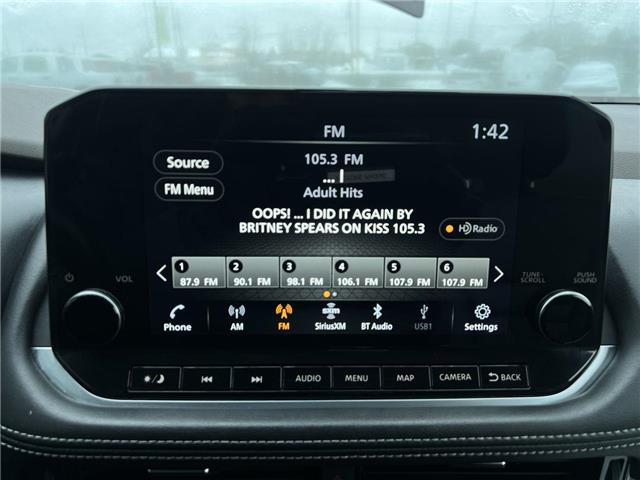 FM
1:42
Source
105.3 FM
... I
FM Menu
Adult Hits
OOPS! ... I DID IT AGAIN BY
BRITNEY SPEARS ON KISS 105.3
HD Radio
1 2 3 4 5 6
87.9 FM 90.1 FM 98.1 FM 106.1 FM 107.9 FM 107.9 FM
VOL
TUNE·
SCROLL
PUSH
SOUND
sxm
Phone AM FM SiriusXM BT Audio USB1 Settings
AUDIO MENU MAP CAMERA BACK